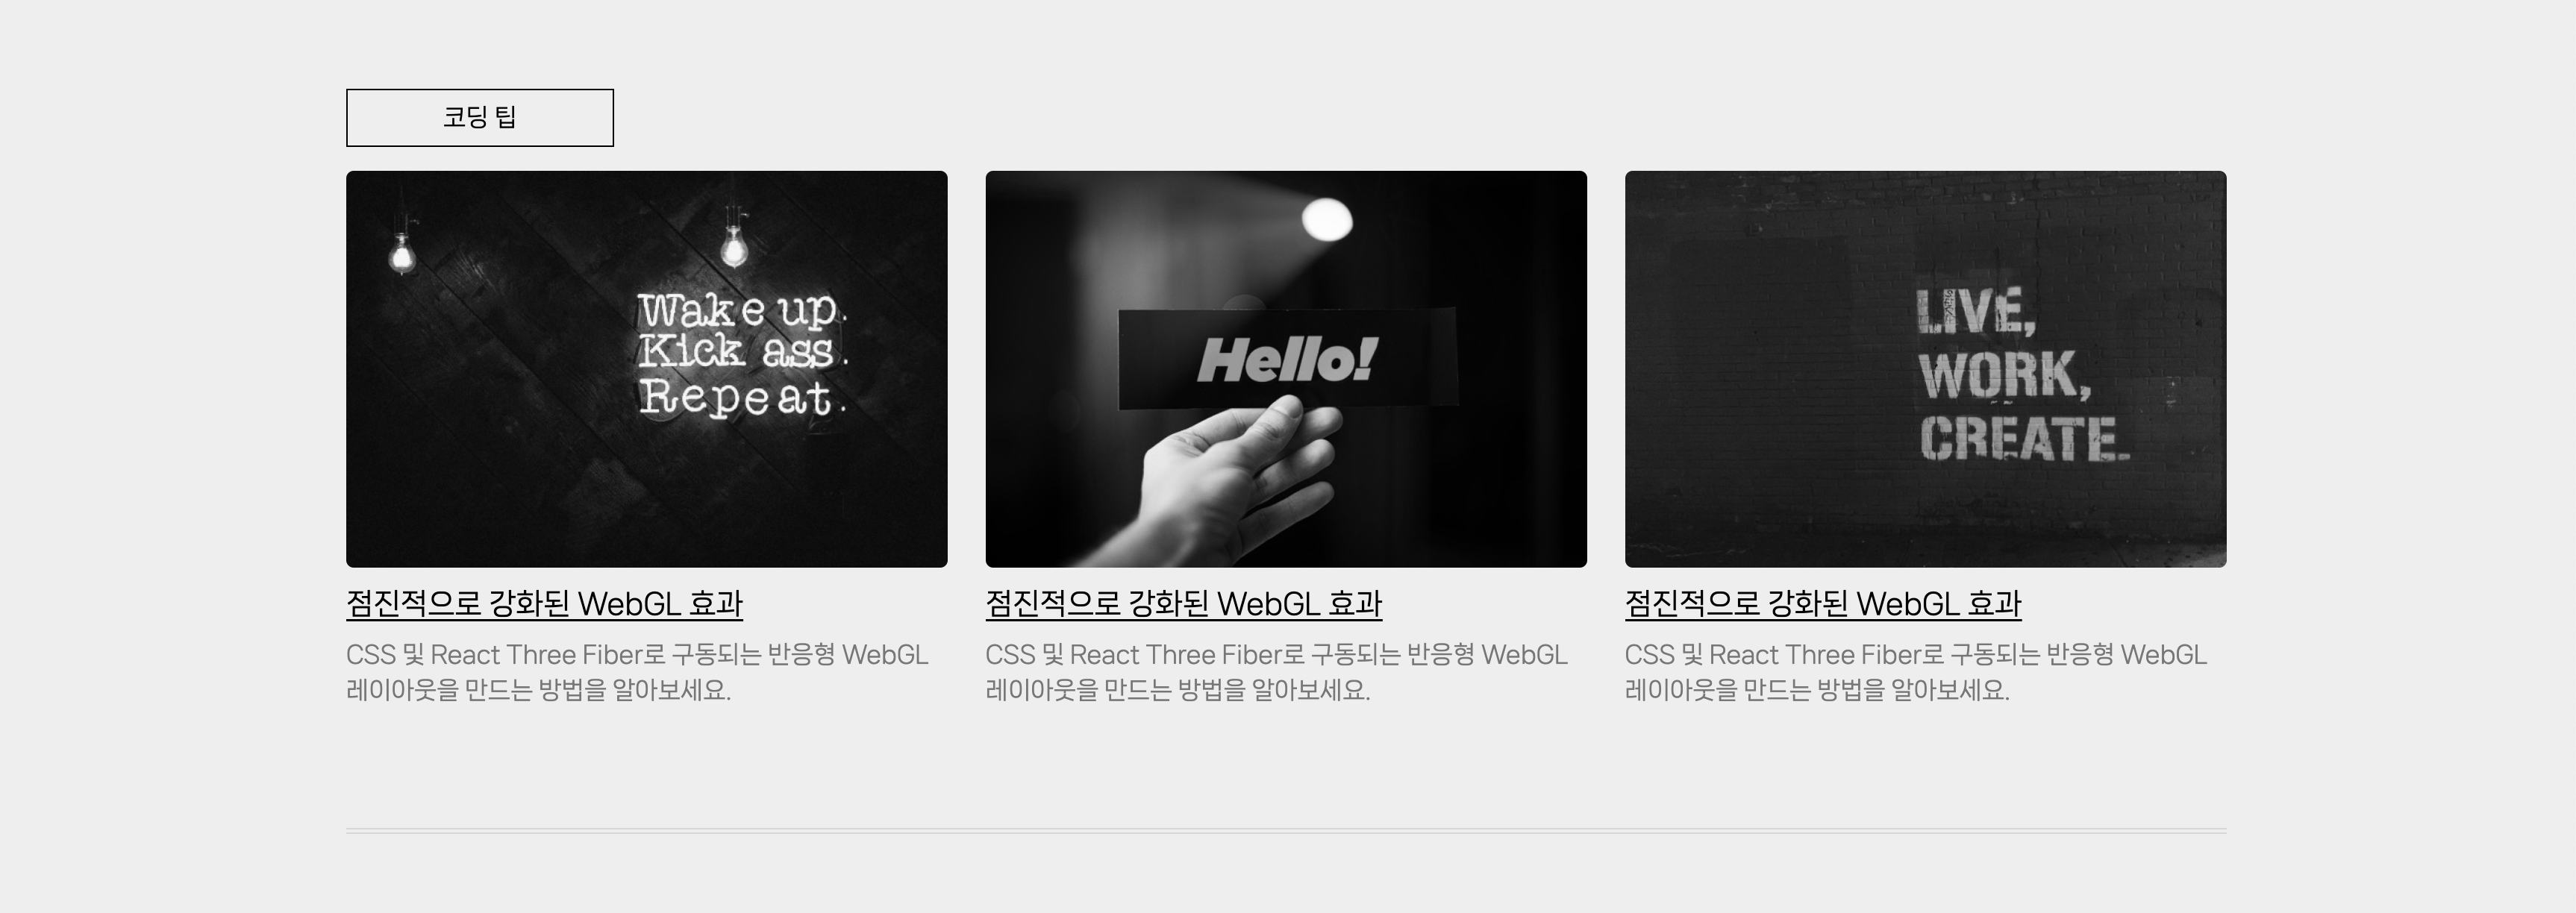 코딩 팁
Wake up.
Kick ass.
Repeat.
Hello!
LIVE,
WORK,
CREATE.
점진적으로 강화된 WebGL 효과
CSS 및 React Three Fiber로 구동되는 반응형 WebGL
레이아웃을 만드는 방법을 알아보세요.
점진적으로 강화된 WebGL 효과
CSS 및 React Three Fiber로 구동되는 반응형 WebGL
레이아웃을 만드는 방법을 알아보세요.
점진적으로 강화된 WebGL 효과
CSS 및 React Three Fiber로 구동되는 반응형 WebGL
레이아웃을 만드는 방법을 알아보세요.